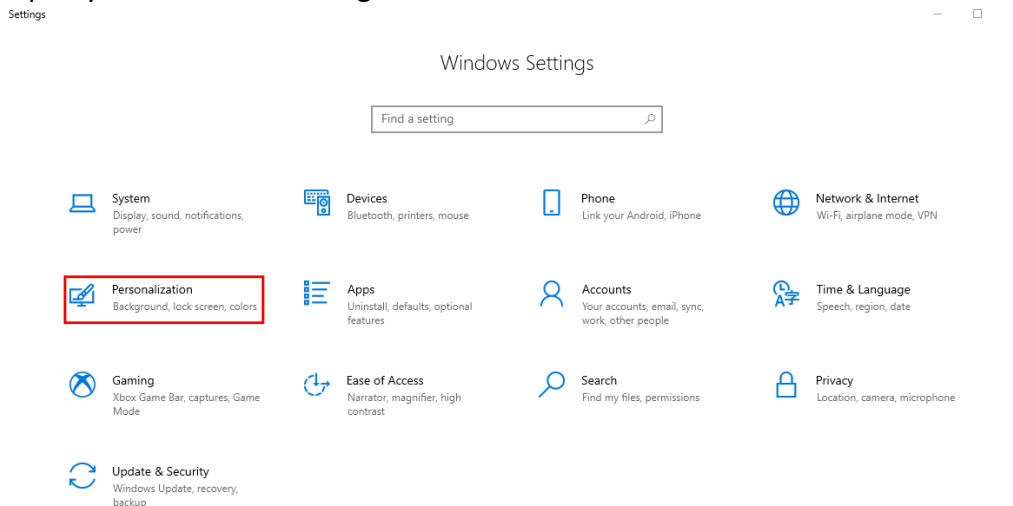 Settings
Windows Settings
Find a setting
System
Display, sound, notifications,
power
Devices
Bluetooth, printers, mouse
Phone
Link your Android, iPhone
Network & Internet
Wi-Fi, airplane mode, VPN
Personalization
Background, lock screen, colors
Apps
Uninstall, defaults, optional
features
Accounts
Your accounts, email, sync,
work, other people
Time & Language
Speech, region, date
Gaming
Xbox Game Bar, captures, Game
Mode
Ease of Access
Narrator, magnifier, high
contrast
Search
Find my files, permissions
Privacy
Location, camera, microphone
Update & Security
Windows Update, recovery,
backup